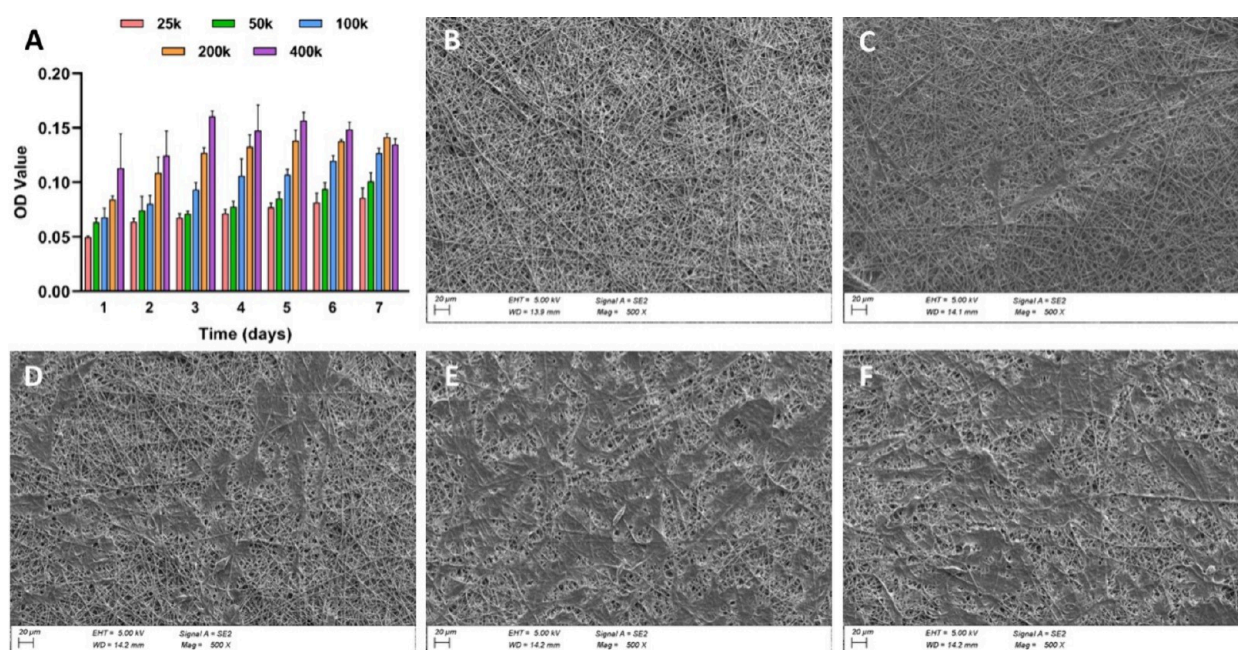 A
25k 50k 100k
200k 400k
0.20
0.15
0.10
0.05
0.00
OD Value
1 2 3 4 5 6 7
Time (days)
B
20 µm EHT = 5.00 kV Signal A = SE2
WD = 13.9 mm Mag = 500 X
C
20 µm EHT = 5.00 kV Signal A = SE2
WD = 14.1 mm Mag = 500 X
D
20 µm EHT = 5.00 kV Signal A = SE2
WD = 14.2 mm Mag = 500 X
E
20 µm EHT = 5.00 kV Signal A = SE2
WD = 14.2 mm Mag = 500 X
F
20 µm EHT = 5.00 kV Signal A = SE2
WD = 14.2 mm Mag = 500 X